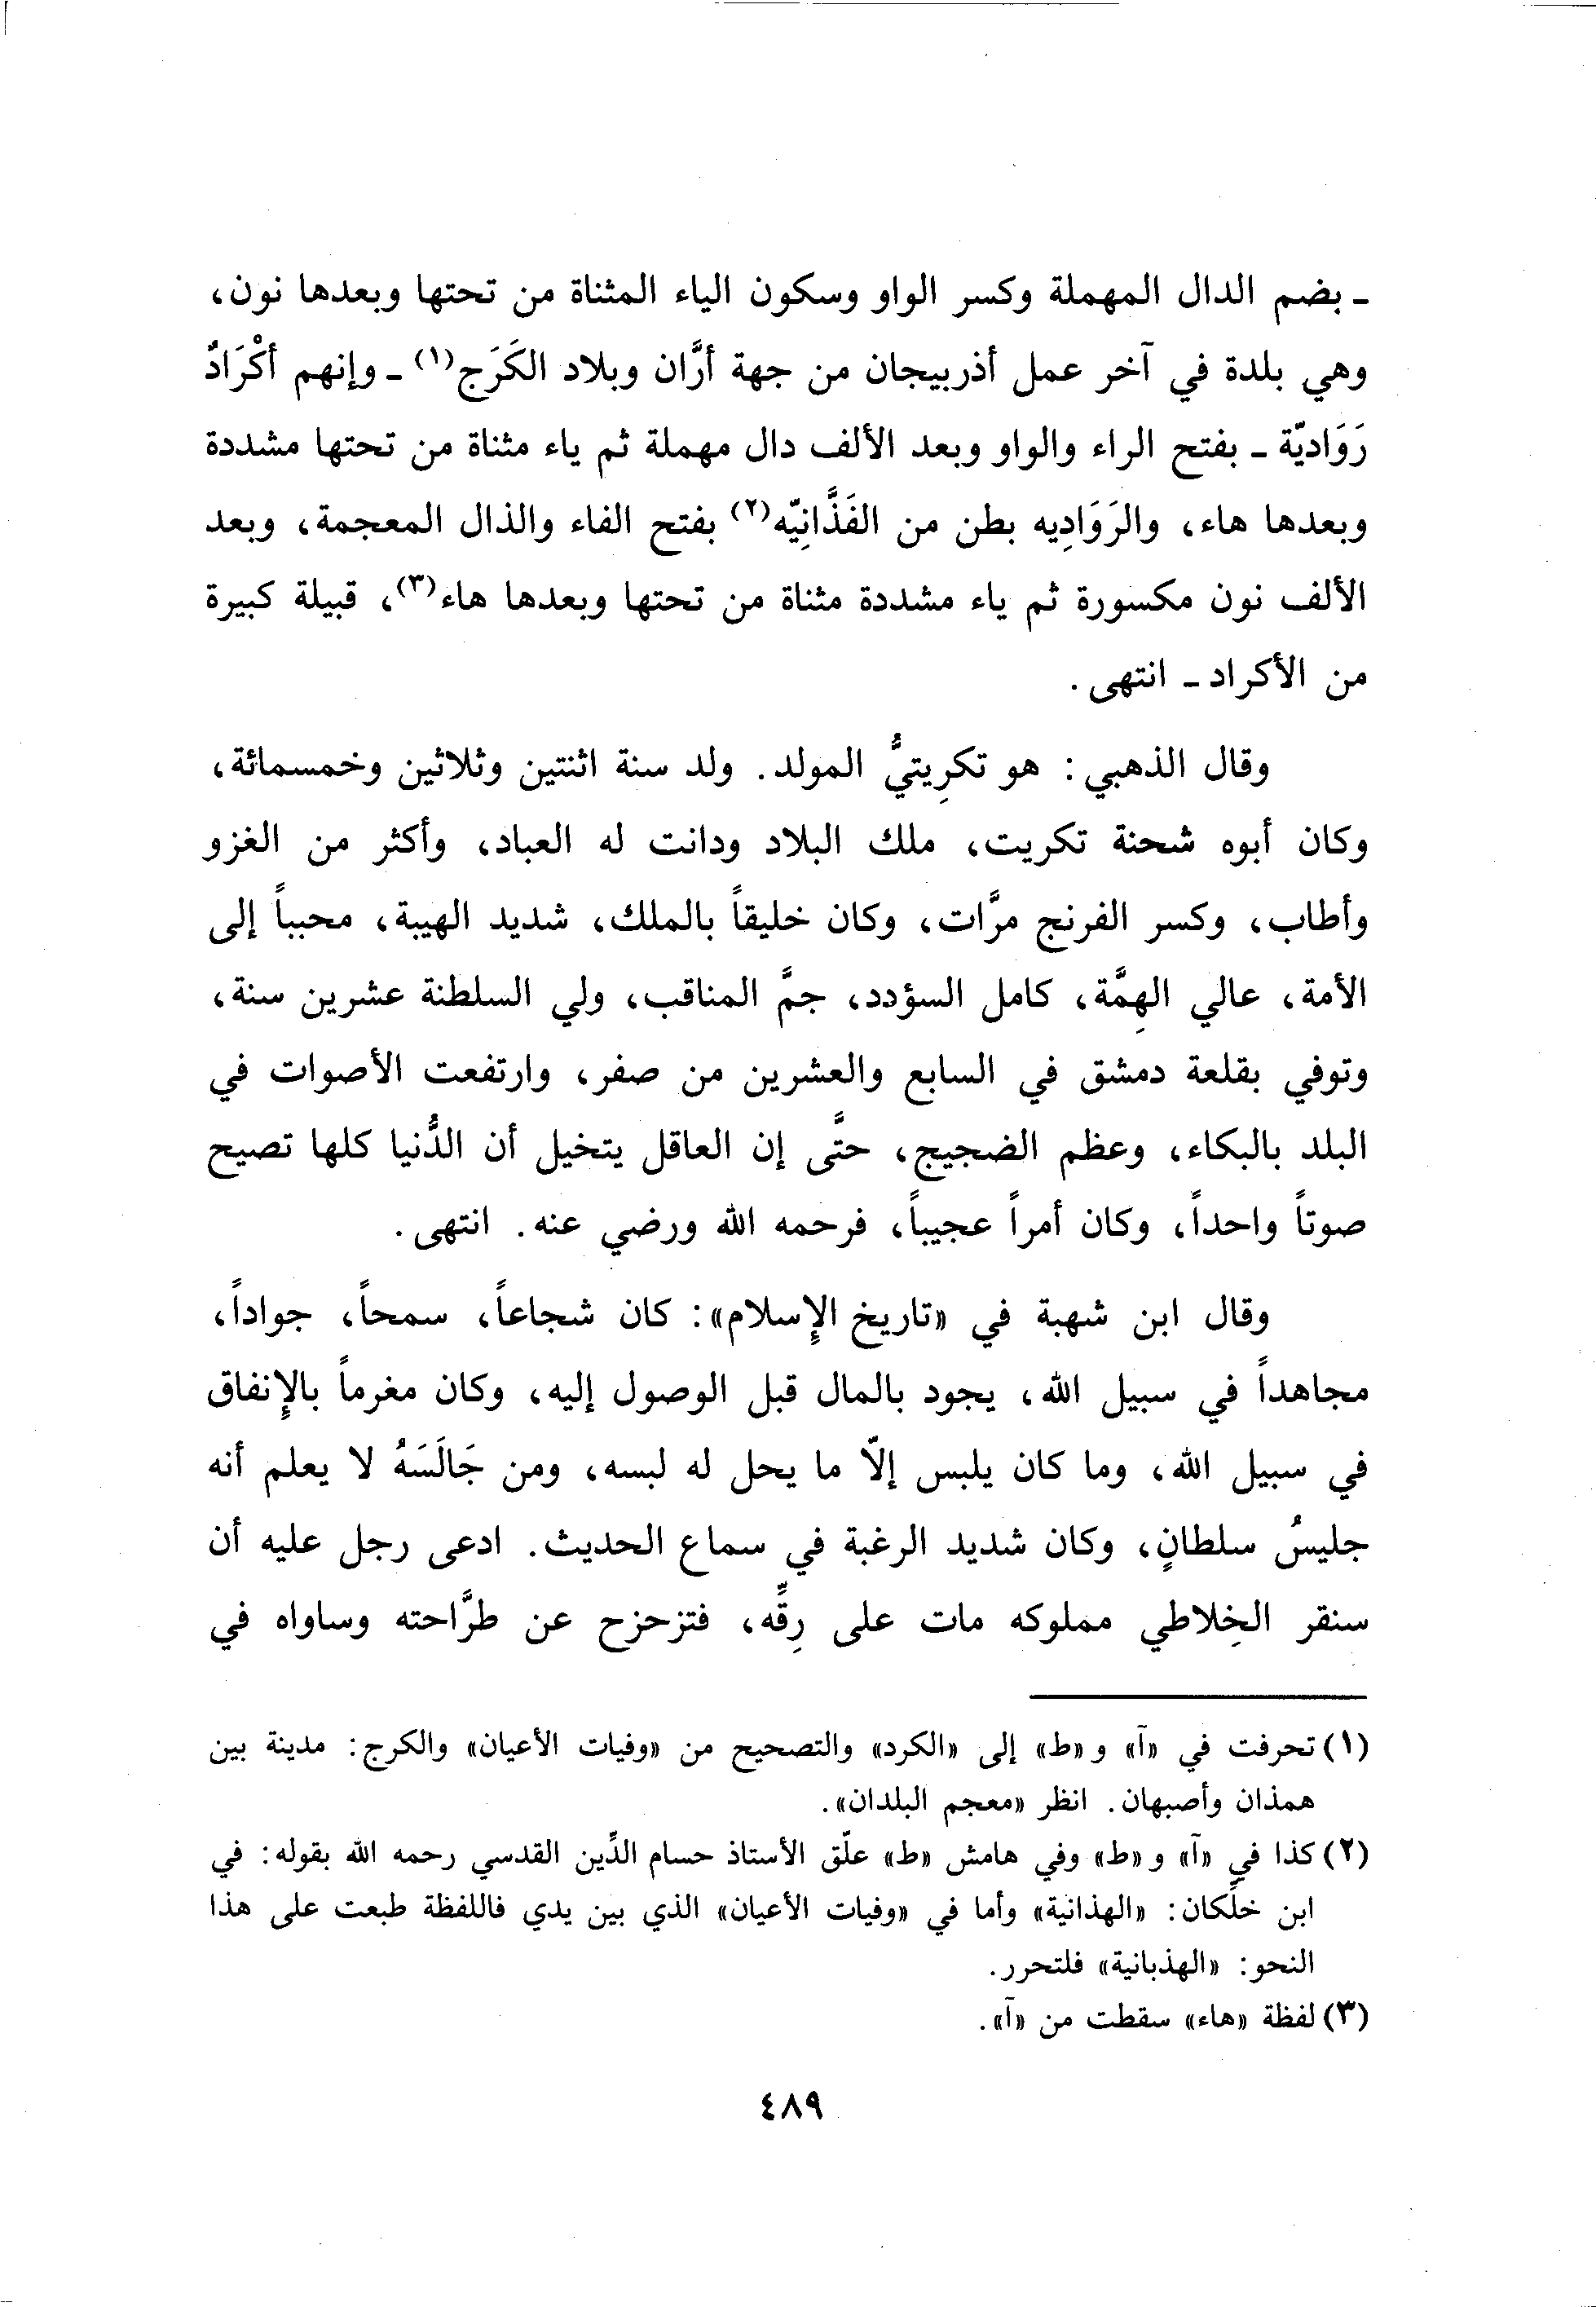 ـ بضم الدال المهملة وكسر الواو وسكون الياء المثناة من تحتها وبعدها نون،
وهي بلدة في آخر عمل أذربيجان من جهة أرَّان وبلاد الكَرَج(١) ـ وإنهم أكْرَادٌ
رَوَاديّة ـ بفتح الراء والواو وبعد الألف دال مهملة ثم ياء مثناة من تحتها مشددة
وبعدها هاء، والرَوَادِيه بطن من الفَذَّانِيّه(٢) بفتح الفاء والذال المعجمة، وبعد
الألف نون مكسورة ثم ياء مشددة مثناة من تحتها وبعدها هاء(٣)، قبيلة كبيرة
من الأكراد ـ انتهى.
وقال الذهبي: هو تكرِيتيُّ المولد. ولد سنة اثنتين وثلاثين وخمسمائة،
وكان أبوه شحنة تكريت، ملك البلاد ودانت له العباد، وأكثر من الغزو
وأطاب، وكسر الفرنج مرَّات، وكان خليقاً بالملك، شديد الهيبة، محبباً إلى
الأمة، عالي الهِمَّة، كامل السؤدد، جمَّ المناقب، ولي السلطنة عشرين سنة،
وتوفي بقلعة دمشق في السابع والعشرين من صفر، وارتفعت الأصوات في
البلد بالبكاء، وعظم الضجيج، حتَّى إن العاقل يتخيل أن الدُّنيا كلها تصيح
صوتاً واحداً، وكان أمراً عجيباً، فرحمه الله ورضي عنه. انتهى.
وقال ابن شهبة في «تاريخ الإسلام»: كان شجاعاً، سمحاً، جواداً،
مجاهداً في سبيل الله، يجود بالمال قبل الوصول إليه، وكان مغرماً بالإنفاق
في سبيل الله، وما كان يلبس إلاّ ما يحل له لبسه، ومن جَالَسَهُ لا يعلم أنه
جليسُ سلطانٍ، وكان شديد الرغبة في سماع الحديث. ادعى رجل عليه أن
سنقر الخِلاطي مملوكه مات على رِقِّه، فتزحزح عن طرَّاحته وساواه في
(١) تحرفت في «آ» و «ط» إلى «الكرد» والتصحيح من «وفيات الأعيان» والكرج: مدينة بين
همذان وأصبهان. انظر «معجم البلدان».
(٢) كذا في «آ» و «ط» وفي هامش «ط» علّق الأستاذ حسام الدِّين القدسي رحمه الله بقوله: في
ابن خلِّكان: «الهذانية» وأما في «وفيات الأعيان» الذي بين يدي فاللفظة طبعت على هذا
النحو: «الهذبانية» فلتحرر.
(٣) لفظة «هاء» سقطت من «آ».
٤٨٩